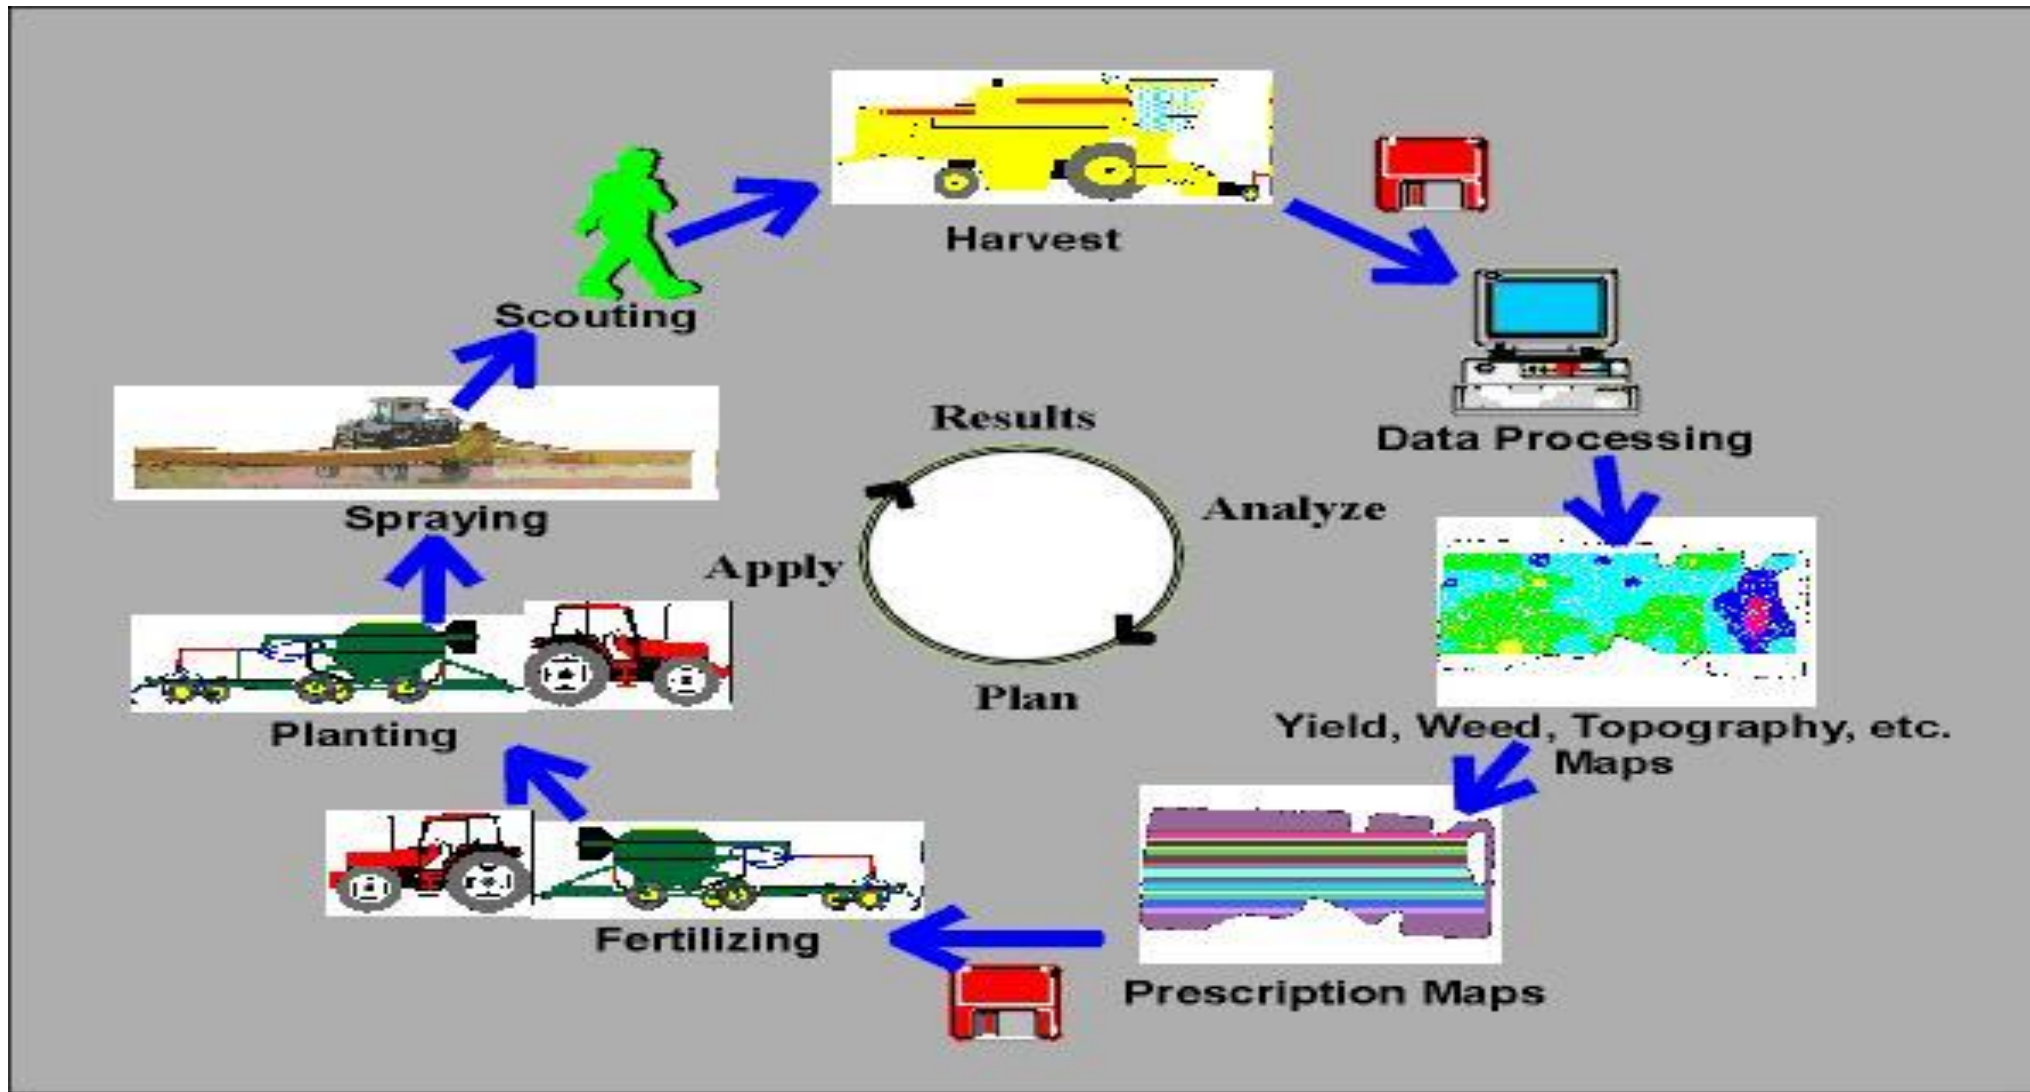 Harvest
Scouting
Data Processing
Results
Analyze
Spraying
Apply
Plan
Yield, Weed, Topography, etc.
Maps
Planting
Fertilizing
Prescription Maps